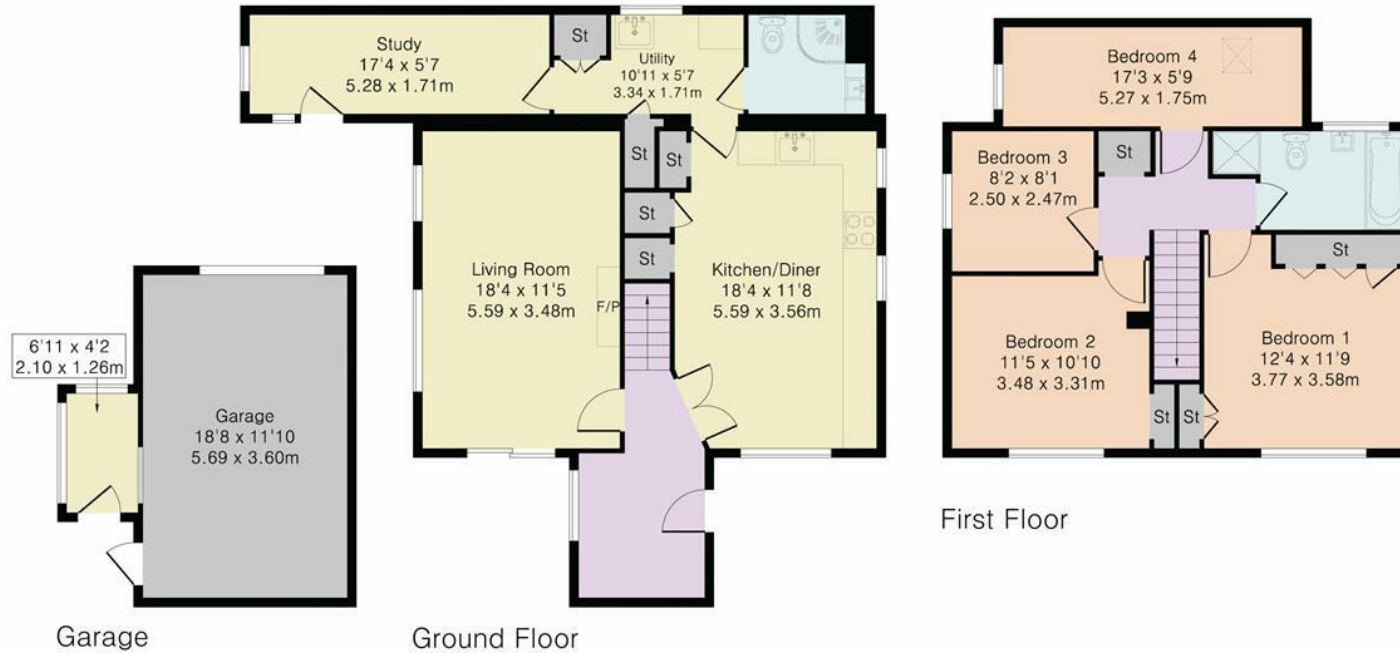 Study
17'4 x 5'7
5.28 x 1.71m
St
Utility
10'11 x 5'7
3.34 x 1.71m
St
St
St
St
Living Room
18'4 x 11'5
5.59 x 3.48m
F/P
Kitchen/Diner
18'4 x 11'8
5.59 x 3.56m
6'11 x 4'2
2.10 x 1.26m
Garage
18'8 x 11'10
5.69 x 3.60m
Garage
Ground Floor
Bedroom 4
17'3 x 5'9
5.27 x 1.75m
Bedroom 3
8'2 x 8'1
2.50 x 2.47m
St
St
Bedroom 2
11'5 x 10'10
3.48 x 3.31m
Bedroom 1
12'4 x 11'9
3.77 x 3.58m
St
St
First Floor